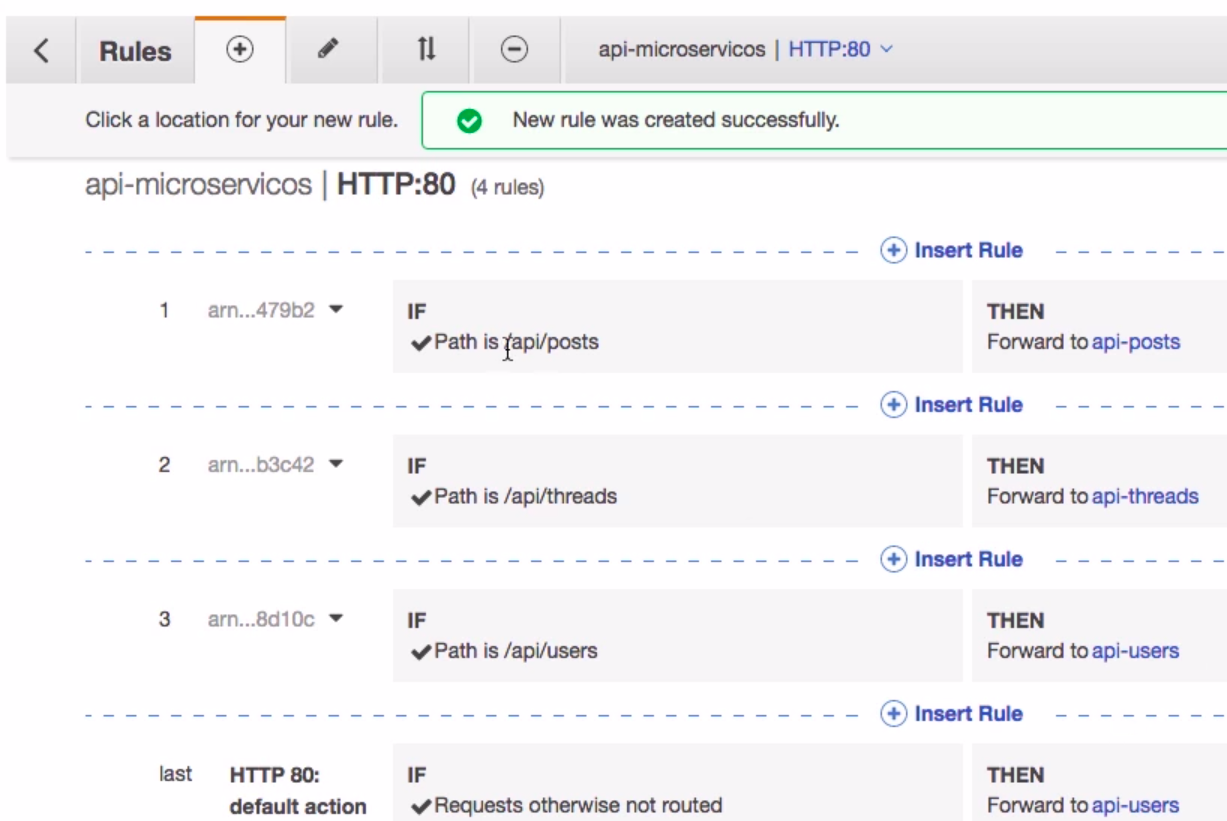 Rules
api-microservicos | HTTP:80
Click a location for your new rule.
New rule was created successfully.
api-microservicos | HTTP:80 (4 rules)
Insert Rule
1 arn...479b2 IF THEN
Path is /api/posts Forward to api-posts
Insert Rule
2 arn...b3c42 IF THEN
Path is /api/threads Forward to api-threads
Insert Rule
3 arn...8d10c IF THEN
Path is /api/users Forward to api-users
Insert Rule
last HTTP 80: IF THEN
default action Requests otherwise not routed Forward to api-users